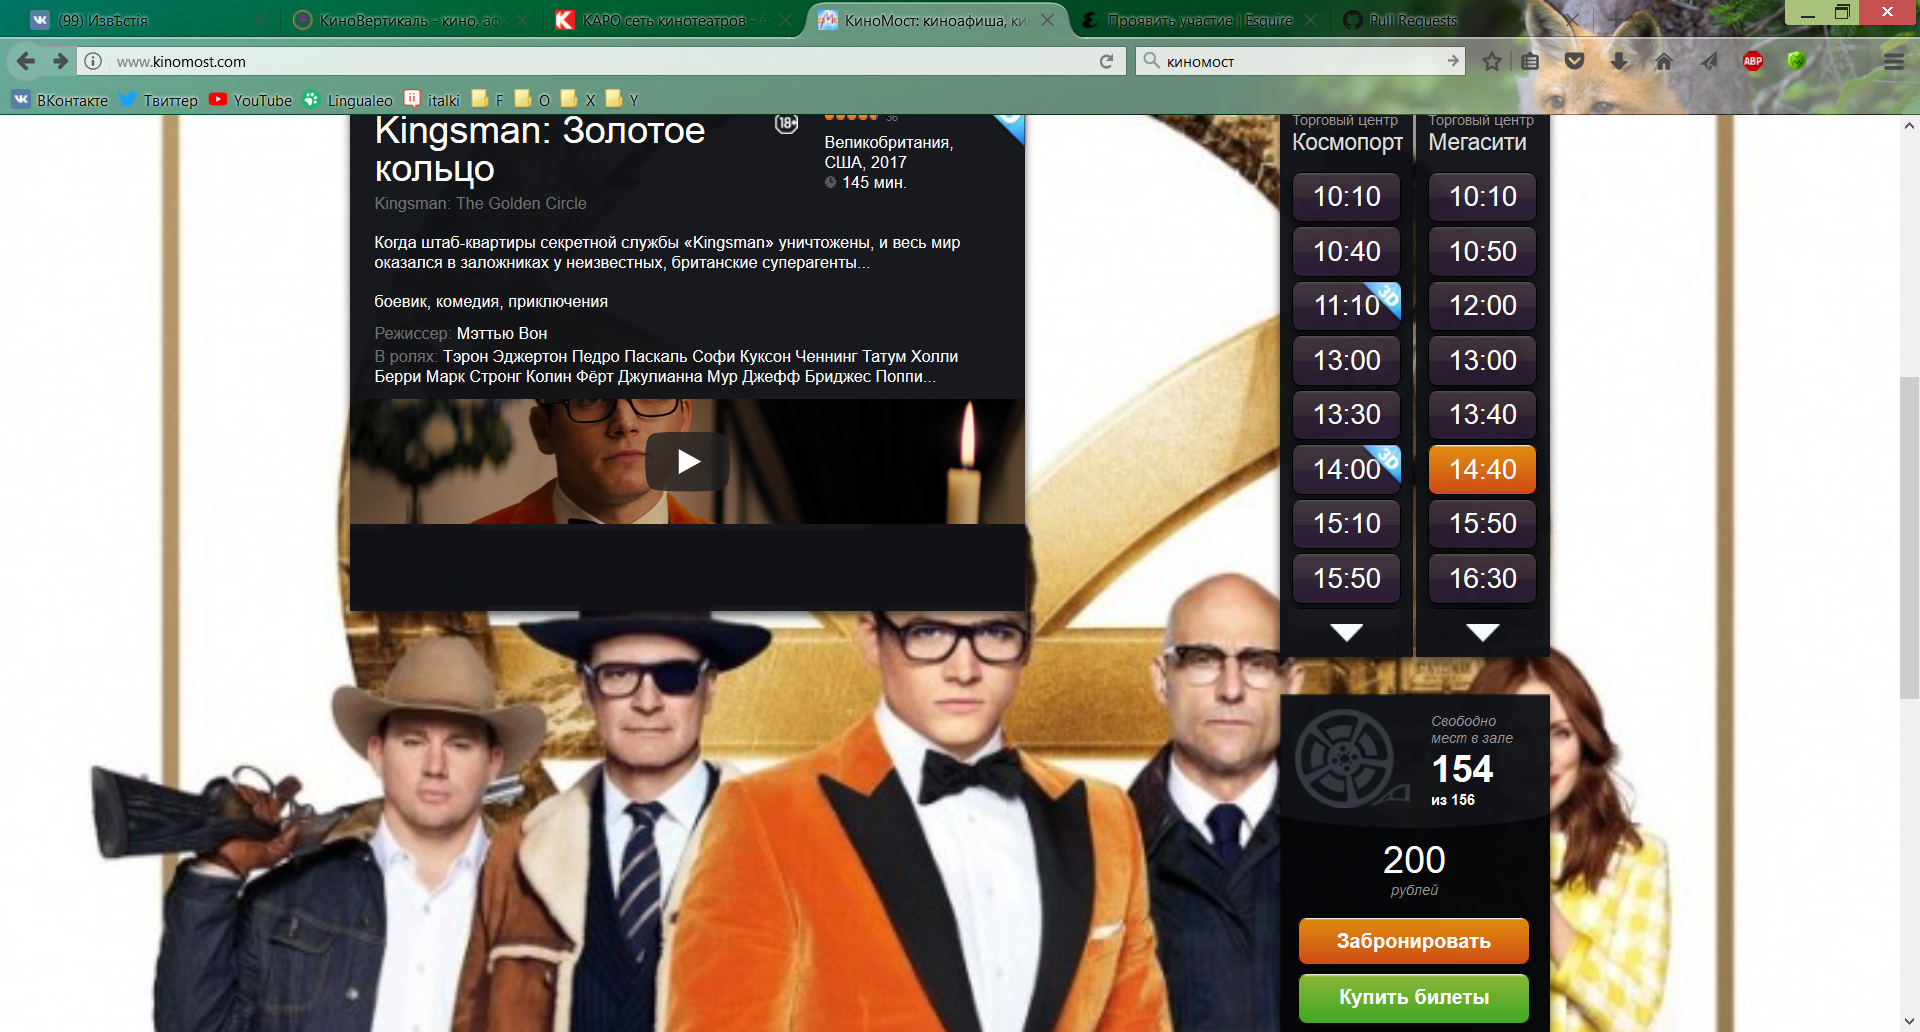 (99) Извѣстія
КиноВертикаль - кино, аф
КАРО сеть кинотеатров - А
КиноМост: киноафиша, ки
Проявить участие | Esquire
Pull Requests
www.kinomost.com
киномост
ABP
ВКонтакте
Твиттер
YouTube
Lingualeo
italki
F
O
X
Y
Kingsman: Золотое
кольцо
18+
36
Великобритания,
США, 2017
145 мин.
Kingsman: The Golden Circle
Когда штаб-квартиры секретной службы «Kingsman» уничтожены, и весь мир
оказался в заложниках у неизвестных, британские суперагенты...
боевик, комедия, приключения
Режиссер: Мэттью Вон
В ролях: Тэрон Эджертон Педро Паскаль Софи Куксон Ченнинг Татум Холли
Берри Марк Стронг Колин Фёрт Джулианна Мур Джефф Бриджес Поппи...
Торговый центр
Космопорт
10:10
10:40
11:10 3D
13:00
13:30
14:00 3D
15:10
15:50
Торговый центр
Мегасити
10:10
10:50
12:00
13:00
13:40
14:40
15:50
16:30
Свободно
мест в зале
154
из 156
200
рублей
Забронировать
Купить билеты